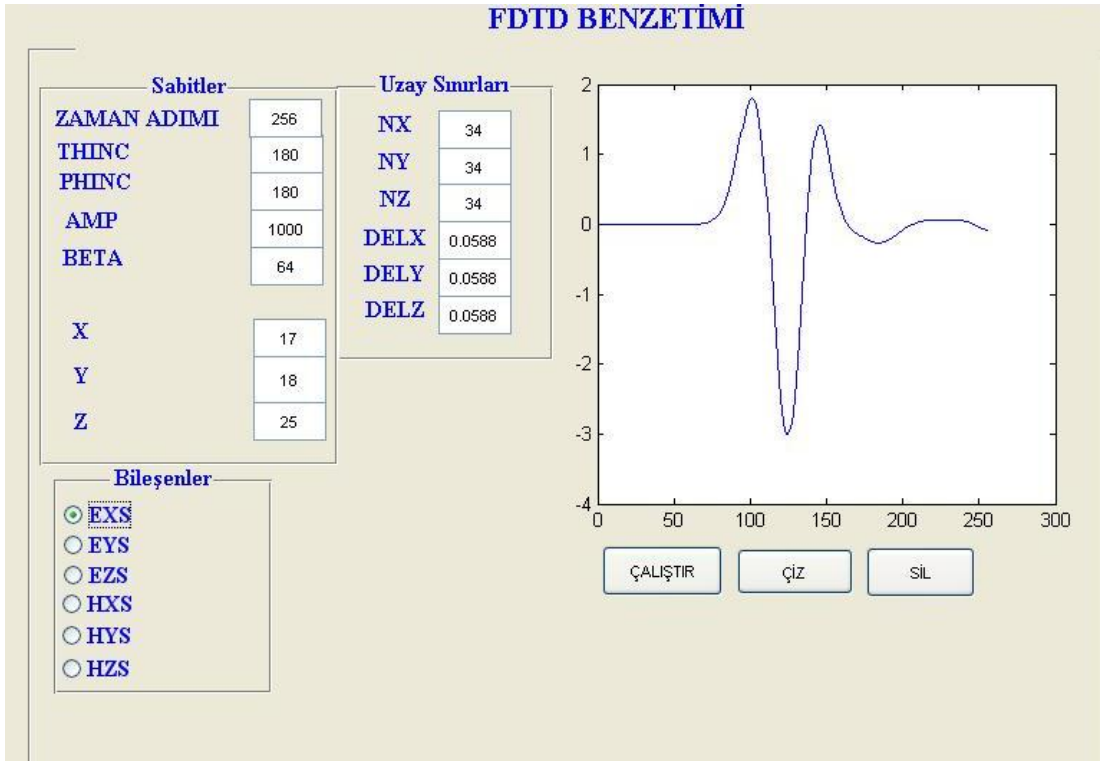 FDTD BENZETİMİ
Sabitler
ZAMAN ADIMI 256
THINC 180
PHINC 180
AMP 1000
BETA 64
X 17
Y 18
Z 25
Uzay Sınırları
NX 34
NY 34
NZ 34
DELX 0.0588
DELY 0.0588
DELZ 0.0588
Bileşenler
EXS
EYS
EZS
HXS
HYS
HZS
2
1
0
-1
-2
-3
-4
0 50 100 150 200 250 300
ÇALIŞTIR ÇİZ SİL